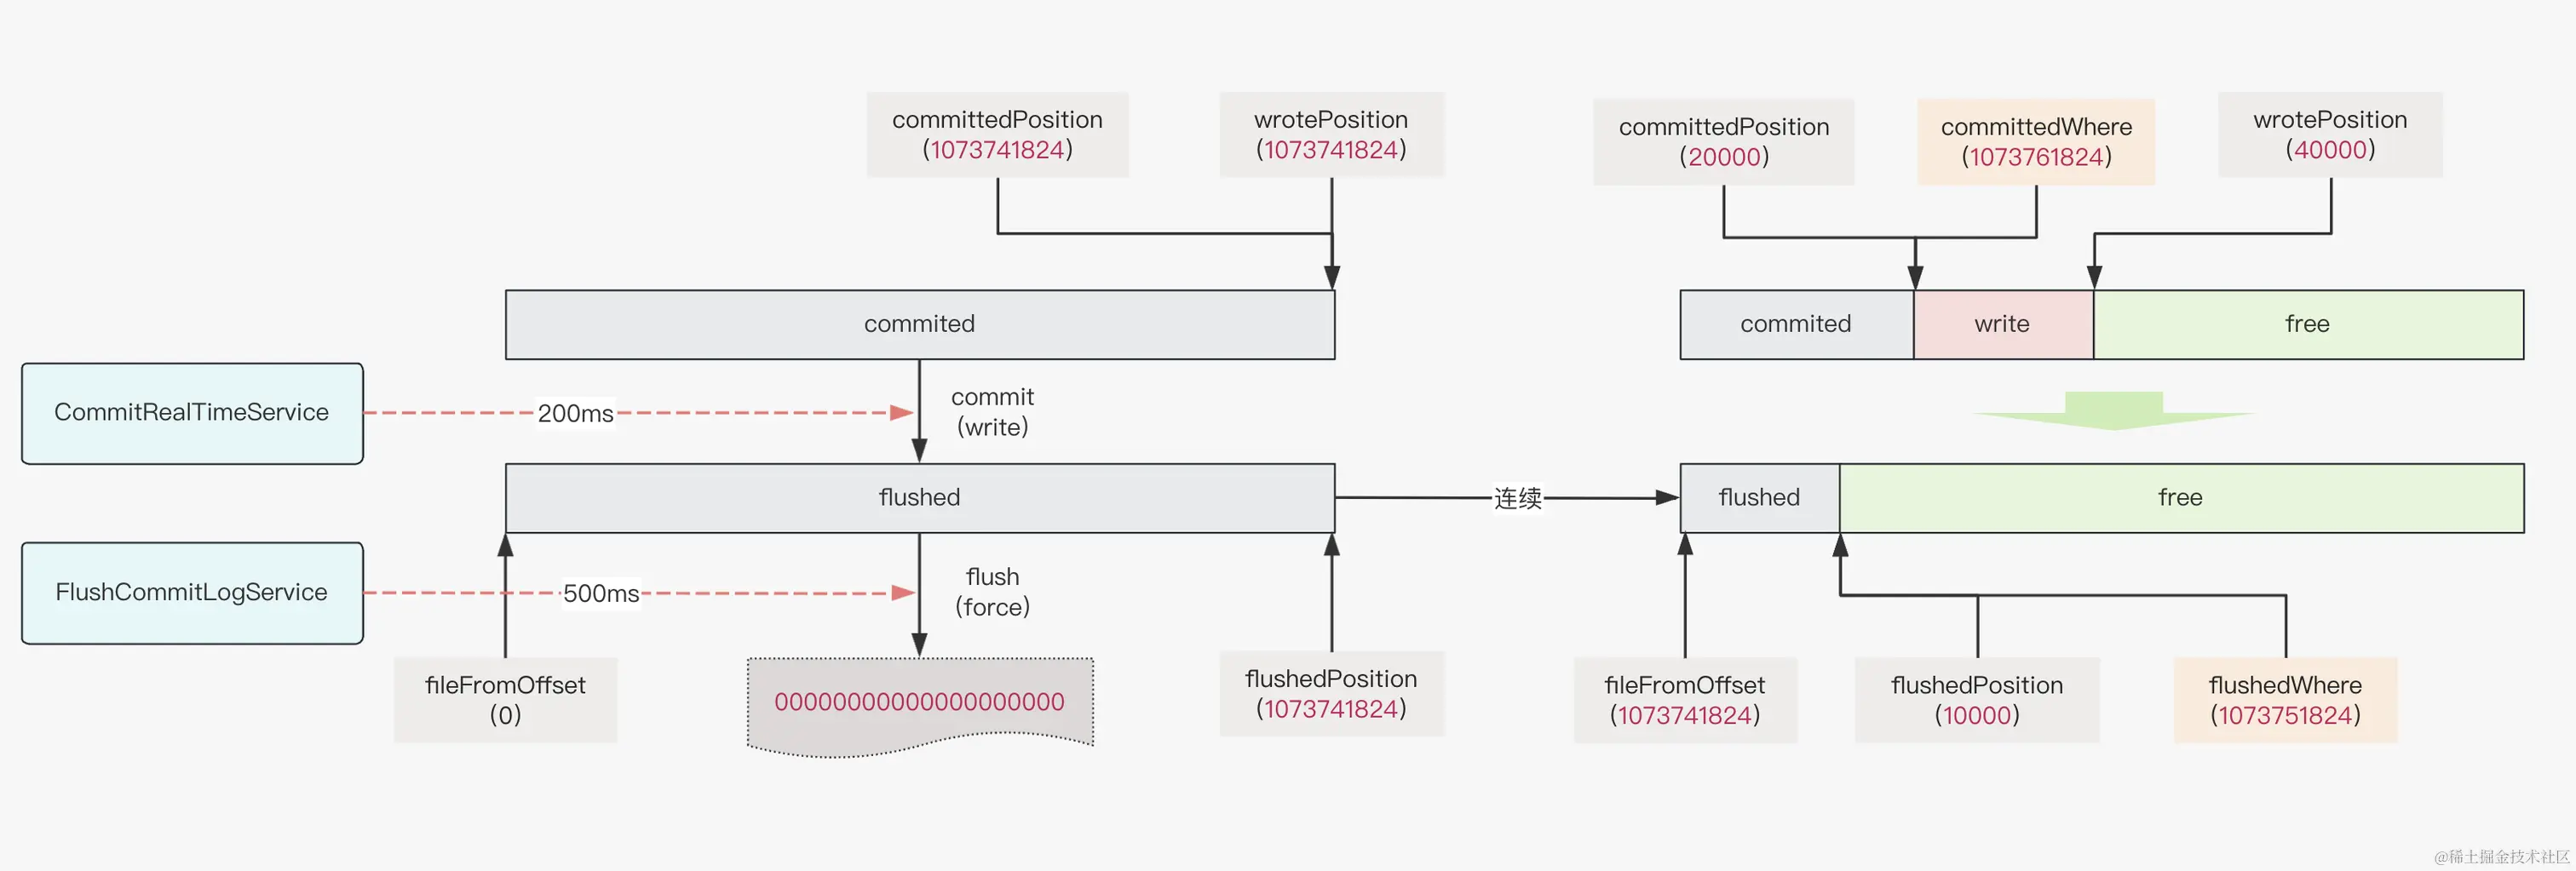 committedPosition
(1073741824)
wrotePosition
(1073741824)
committedPosition
(20000)
committedWhere
(1073761824)
wrotePosition
(40000)
commited
commited
write
free
CommitRealTimeService
200ms
commit
(write)
flushed
连续
flushed
free
FlushCommitLogService
500ms
flush
(force)
fileFromOffset
(0)
00000000000000000000
flushedPosition
(1073741824)
fileFromOffset
(1073741824)
flushedPosition
(10000)
flushedWhere
(1073751824)
@稀土掘金技术社区